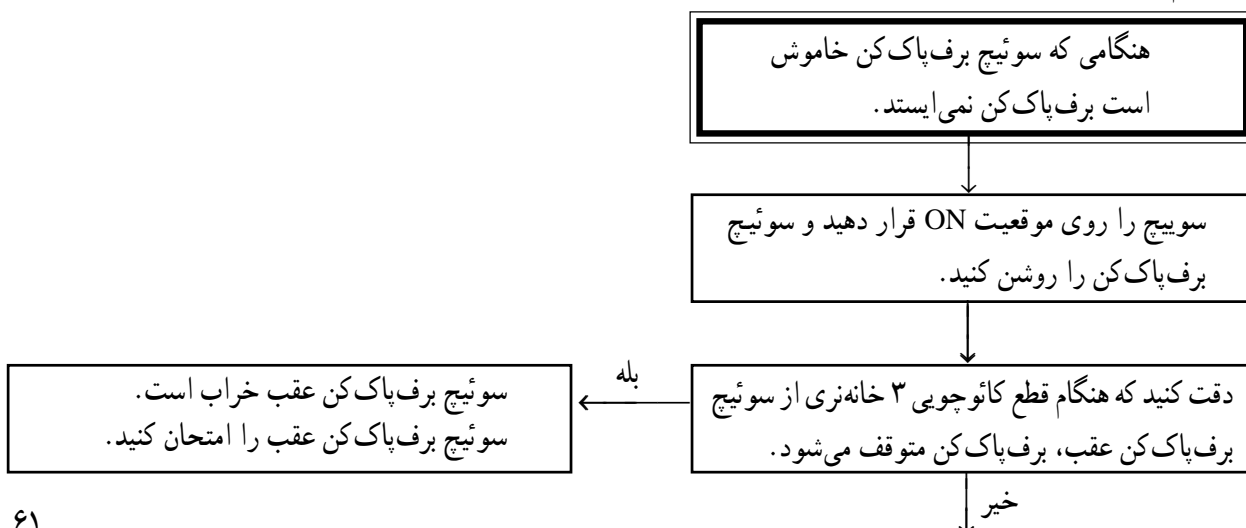 هنگامی که سوئیچ برف‌پاک‌کن خاموش
است برف‌پاک‌کن نمی‌ایستد.
سوییچ را روی موقعیت ON قرار دهید و سوئیچ
برف‌پاک‌کن را روشن کنید.
دقت کنید که هنگام قطع کائوچویی ۳ خانه‌نری از سوئیچ
برف‌پاک‌کن عقب، برف‌پاک‌کن متوقف می‌شود.
بله
سوئیچ برف‌پاک‌کن عقب خراب است.
سوئیچ برف‌پاک‌کن عقب را امتحان کنید.
خیر
۶۱